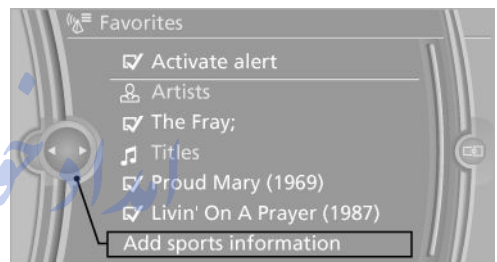 Favorites
Activate alert
Artists
The Fray;
Titles
Proud Mary (1969)
Livin' On A Prayer (1987)
Add sports information